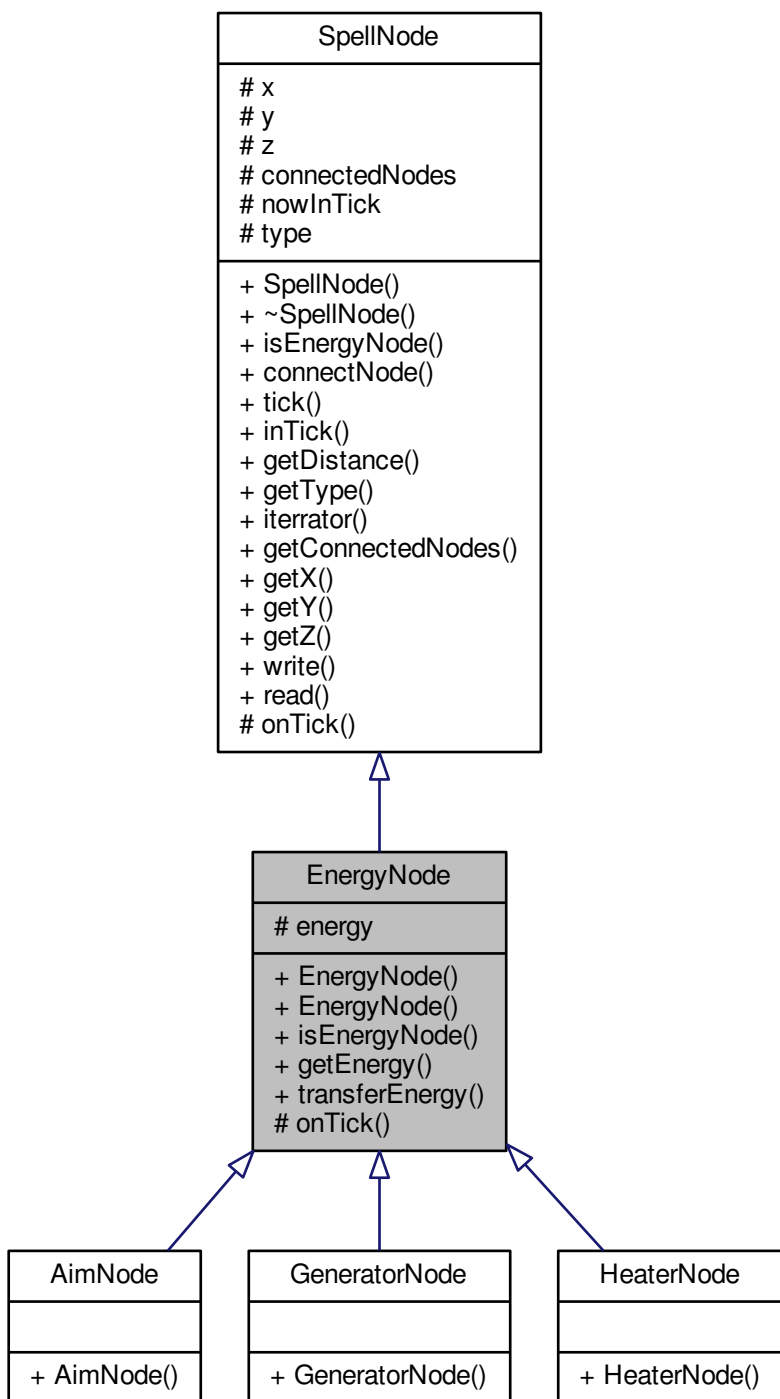 SpellNode
# x
# y
# z
# connectedNodes
# nowInTick
# type
+ SpellNode()
+ ~SpellNode()
+ isEnergyNode()
+ connectNode()
+ tick()
+ inTick()
+ getDistance()
+ getType()
+ iterrator()
+ getConnectedNodes()
+ getX()
+ getY()
+ getZ()
+ write()
+ read()
# onTick()
EnergyNode
# energy
+ EnergyNode()
+ EnergyNode()
+ isEnergyNode()
+ getEnergy()
+ transferEnergy()
# onTick()
AimNode
+ AimNode()
GeneratorNode
+ GeneratorNode()
HeaterNode
+ HeaterNode()